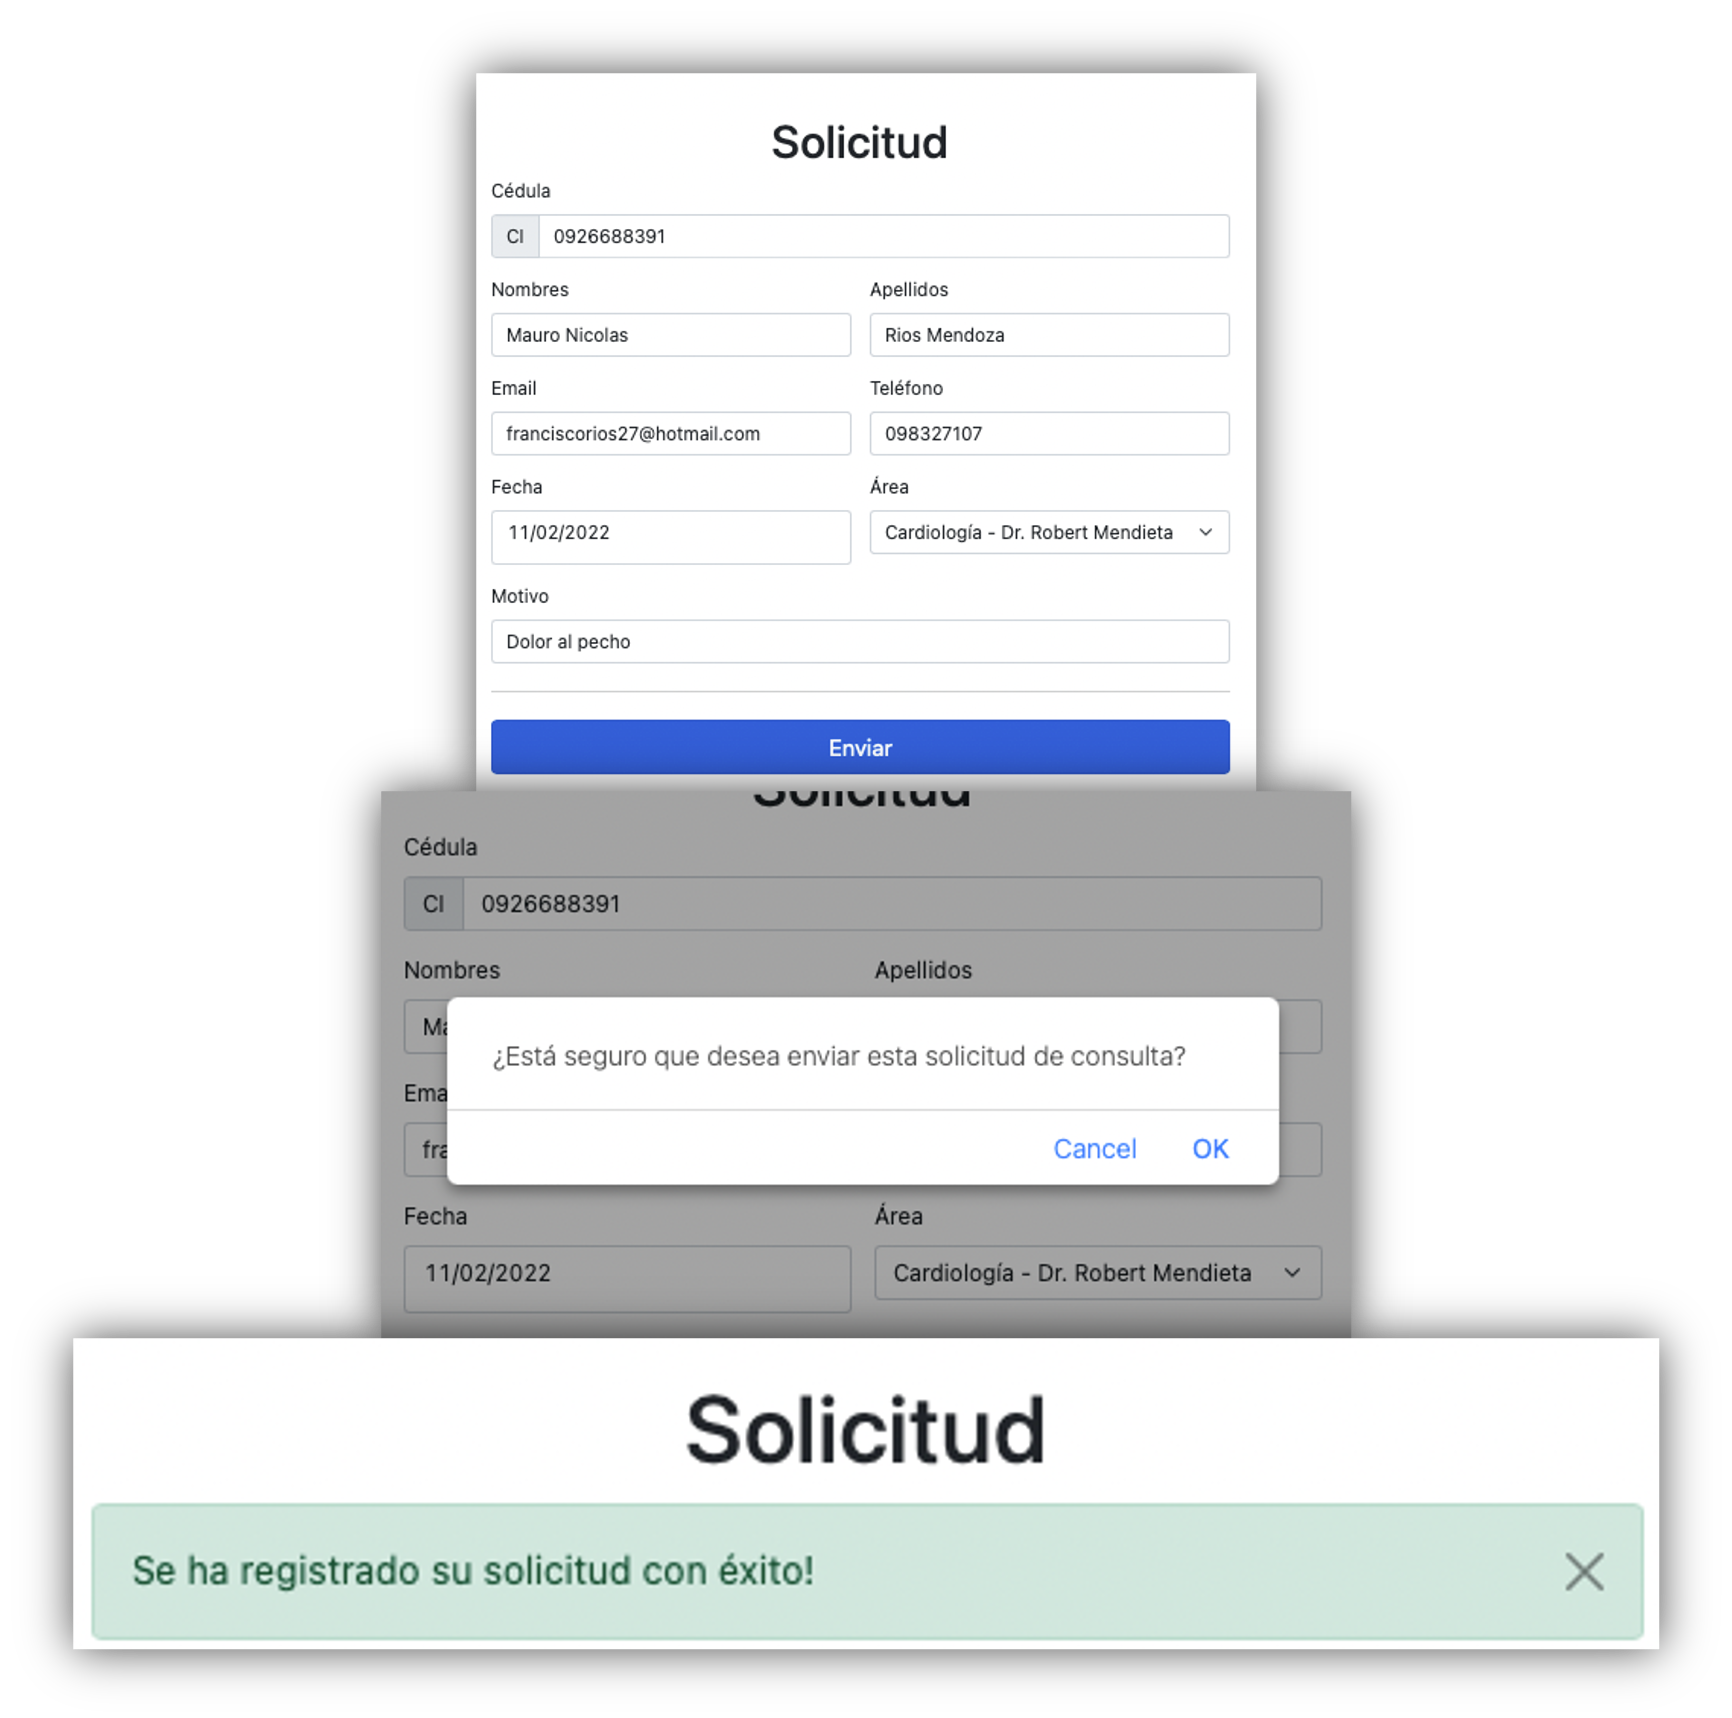 Solicitud
Cédula
CI 0926688391
Nombres Apellidos
Mauro Nicolas Rios Mendoza
Email Teléfono
franciscorios27@hotmail.com 098327107
Fecha Área
11/02/2022 Cardiología - Dr. Robert Mendieta
Motivo
Dolor al pecho
Enviar
Solicitud
Cédula
CI 0926688391
Nombres Apellidos
Ma
¿Está seguro que desea enviar esta solicitud de consulta?
Ema
fra
Cancel OK
Fecha Área
11/02/2022 Cardiología - Dr. Robert Mendieta
Solicitud
Se ha registrado su solicitud con éxito!